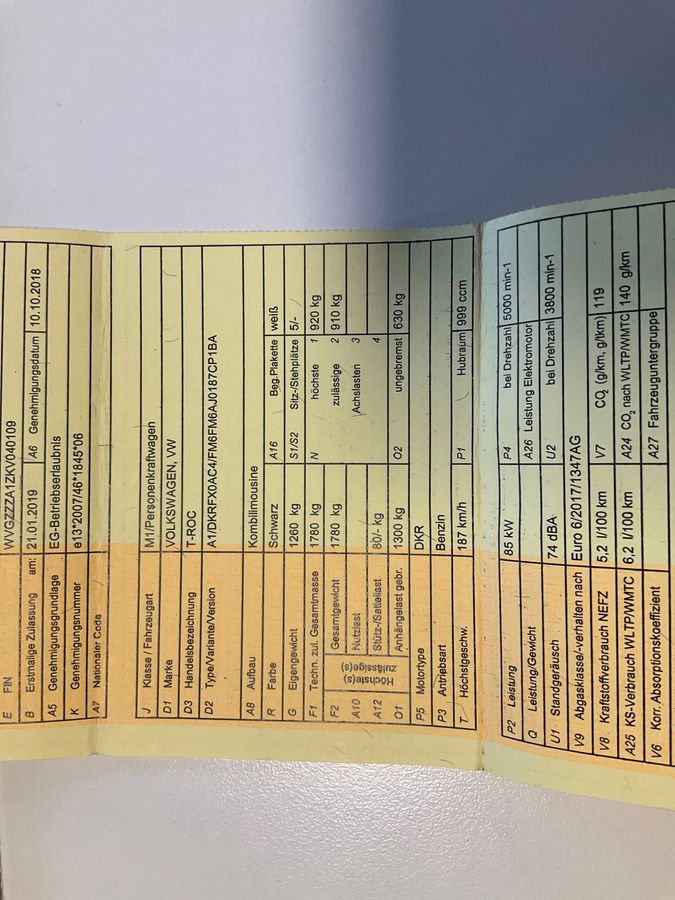 E FIN WVGZZZA1ZKV040109
B Erstmalige Zulassung am: 21.01.2019 A6 Genehmigungsdatum 10.10.2018
A5 Genehmigungsgrundlage EG-Betriebserlaubnis
K Genehmigungsnummer e13*2007/46*1845*06
A7 Nationaler Code
J Klasse / Fahrzeugart M1/Personenkraftwagen
D1 Marke VOLKSWAGEN, VW
D3 Handelsbezeichnung T-ROC
D2 Type/Variante/Version A1/DKRFX0AC4/FM6FM6AJ0187CP1BA
A8 Aufbau Kombilimousine
R Farbe Schwarz A16 Beg.Plakette weiß
G Eigengewicht 1260 kg S1/S2 Sitz-/Stehplätze 5/-
F1 Techn. zul. Gesamtmasse 1780 kg N höchste 1 920 kg
Höchste(s) zulässige(s)
F2 Gesamtgewicht 1780 kg zulässige 2 910 kg
A10 Nutzlast Achslasten 3
A12 Stütz-/Sattellast 80/- kg 4
O1 Anhängelast gebr. 1300 kg O2 ungebremst 630 kg
P5 Motortype DKR
P3 Antriebsart Benzin
T Höchstgeschw. 187 km/h P1 Hubraum 999 ccm
P2 Leistung 85 kW P4 bei Drehzahl 5000 min-1
Q Leistung/Gewicht A26 Leistung Elektromotor
U1 Standgeräusch 74 dBA U2 bei Drehzahl 3800 min-1
V9 Abgasklasse/-verhalten nach Euro 6/2017/1347AG
V8 Kraftstoffverbrauch NEFZ 5,2 l/100 km V7 CO2 (g/km, g/tkm) 119
A25 KS-Verbrauch WLTP/WMTC 6,2 l/100 km A24 CO2 nach WLTP/WMTC 140 g/km
V6 Korr. Absorptionskoeffizient A27 Fahrzeuguntergruppe